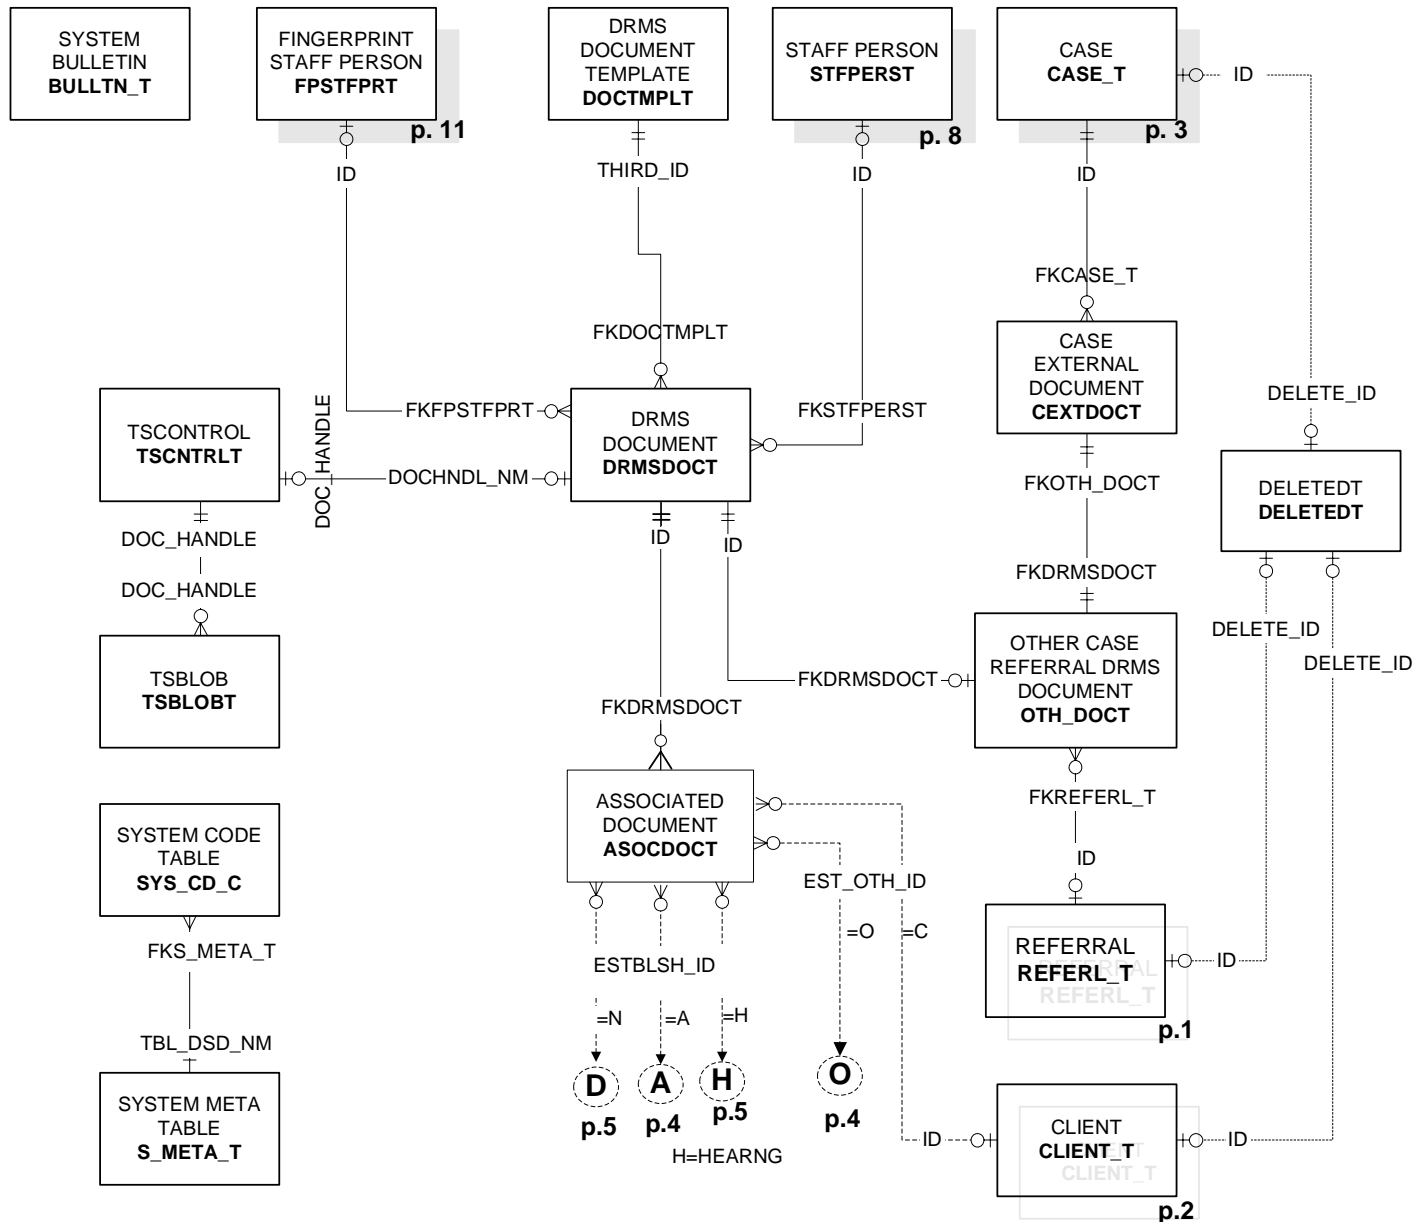 SYSTEM
BULLETIN
BULLTN_T
FINGERPRINT
STAFF PERSON
FPSTFPRT
p. 11
DRMS
DOCUMENT
TEMPLATE
DOCTMPLT
STAFF PERSON
STFPERST
p. 8
CASE
CASE_T
p. 3
ID
ID
THIRD_ID
ID
ID
FKCASE_T
FKDOCTMPLT
CASE
EXTERNAL
DOCUMENT
CEXTDOCT
DELETE_ID
TSCONTROL
TSCNTRLT
DOC_HANDLE
FKFPSTFPRT
DOCHNDL_NM
DRMS
DOCUMENT
DRMSDOCT
FKSTFPERST
FKOTH_DOCT
DELETEDT
DELETEDT
DOC_HANDLE
DOC_HANDLE
ID
ID
FKDRMSDOCT
TSBLOB
TSBLOBT
FKDRMSDOCT
FKDRMSDOCT
OTHER CASE
REFERRAL DRMS
DOCUMENT
OTH_DOCT
DELETE_ID
DELETE_ID
SYSTEM CODE
TABLE
SYS_CD_C
ASSOCIATED
DOCUMENT
ASOCDOCT
FKREFERL_T
ID
EST_OTH_ID
=O
=C
FKS_META_T
ESTBLSH_ID
REFERRAL
REFERL_T
REFERRAL
REFERL_T
p.1
ID
=N
=A
=H
TBL_DSD_NM
SYSTEM META
TABLE
S_META_T
D
p.5
A
p.4
H
p.5
O
p.4
H=HEARNG
ID
CLIENT
CLIENT_T
CLIENT
CLIENT_T
p.2
ID